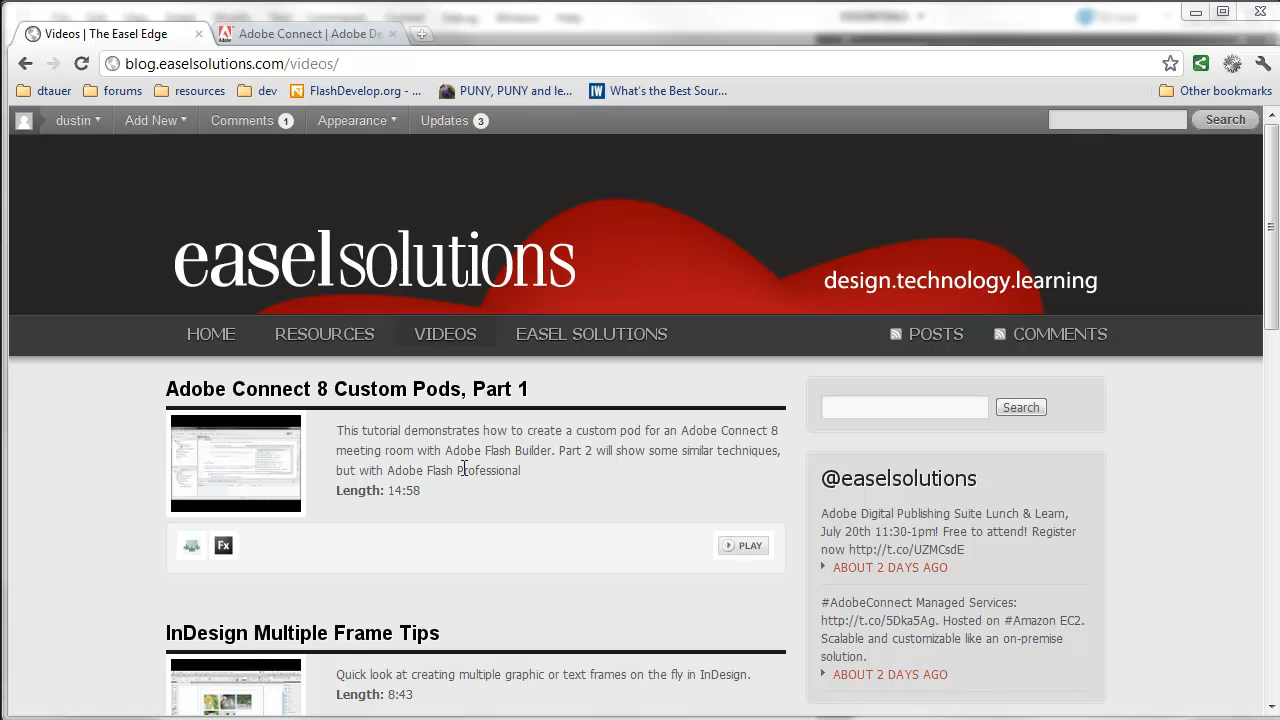 Videos | The Easel Edge
Adobe Connect | Adobe De
blog.easelsolutions.com/videos/
dtauer
forums
resources
dev
FlashDevelop.org - ...
PUNY, PUNY and le...
IW
What's the Best Sour...
Other bookmarks
dustin
Add New
Comments 1
Appearance
Updates 3
Search
easelsolutions
design.technology.learning
HOME
RESOURCES
VIDEOS
EASEL SOLUTIONS
POSTS
COMMENTS
Adobe Connect 8 Custom Pods, Part 1
This tutorial demonstrates how to create a custom pod for an Adobe Connect 8
meeting room with Adobe Flash Builder. Part 2 will show some similar techniques,
but with Adobe Flash Professional
Length: 14:58
Fx
PLAY
InDesign Multiple Frame Tips
Quick look at creating multiple graphic or text frames on the fly in InDesign.
Length: 8:43
Search
@easelsolutions
Adobe Digital Publishing Suite Lunch & Learn,
July 20th 11:30-1pm! Free to attend! Register
now http://t.co/UZMCsdE
ABOUT 2 DAYS AGO
#AdobeConnect Managed Services:
http://t.co/5Dka5Ag. Hosted on #Amazon EC2.
Scalable and customizable like an on-premise
solution.
ABOUT 2 DAYS AGO